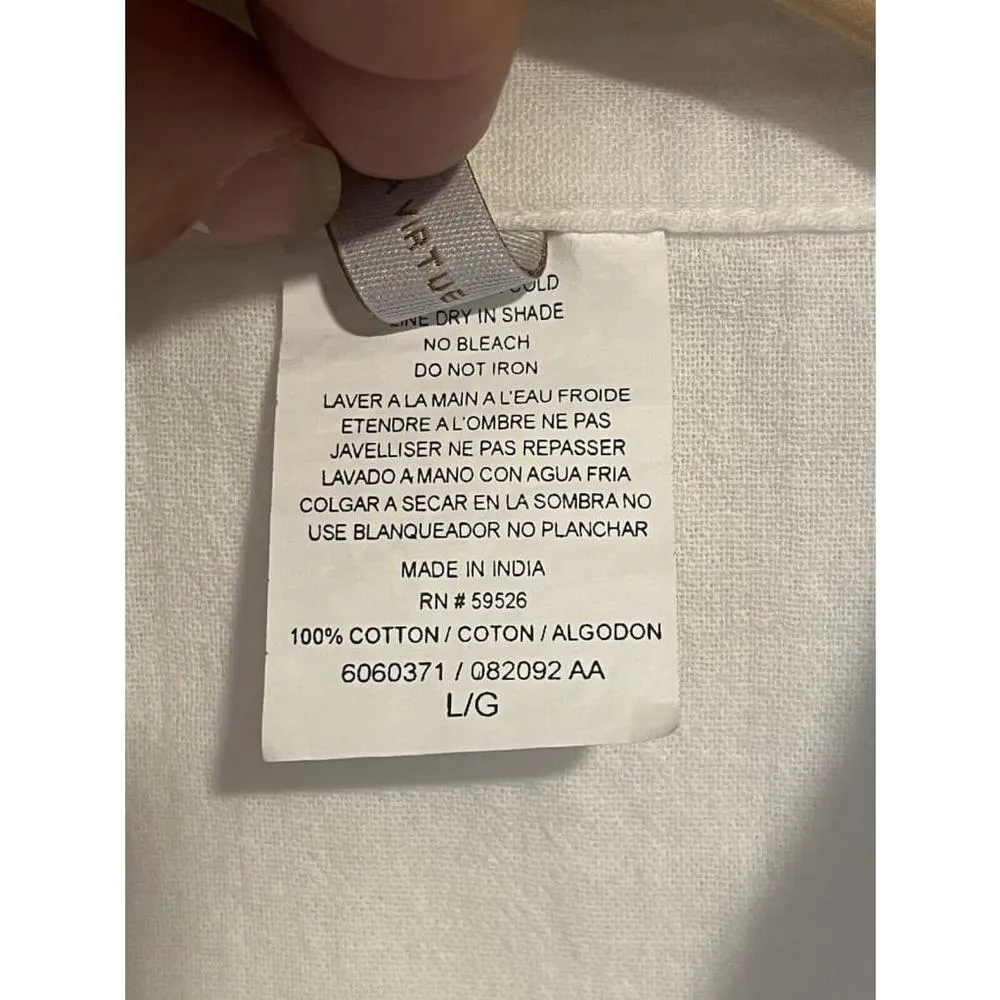 A VIRTUE
DRY IN SHADE
NO BLEACH
DO NOT IRON
LAVER A LA MAIN A L'EAU FROIDE
ETENDRE A L'OMBRE NE PAS
JAVELLISER NE PAS REPASSER
LAVADO A MANO CON AGUA FRIA
COLGAR A SECAR EN LA SOMBRA NO
USE BLANQUEADOR NO PLANCHAR
MADE IN INDIA
RN # 59526
100% COTTON / COTON / ALGODON
6060371 / 082092 AA
L/G